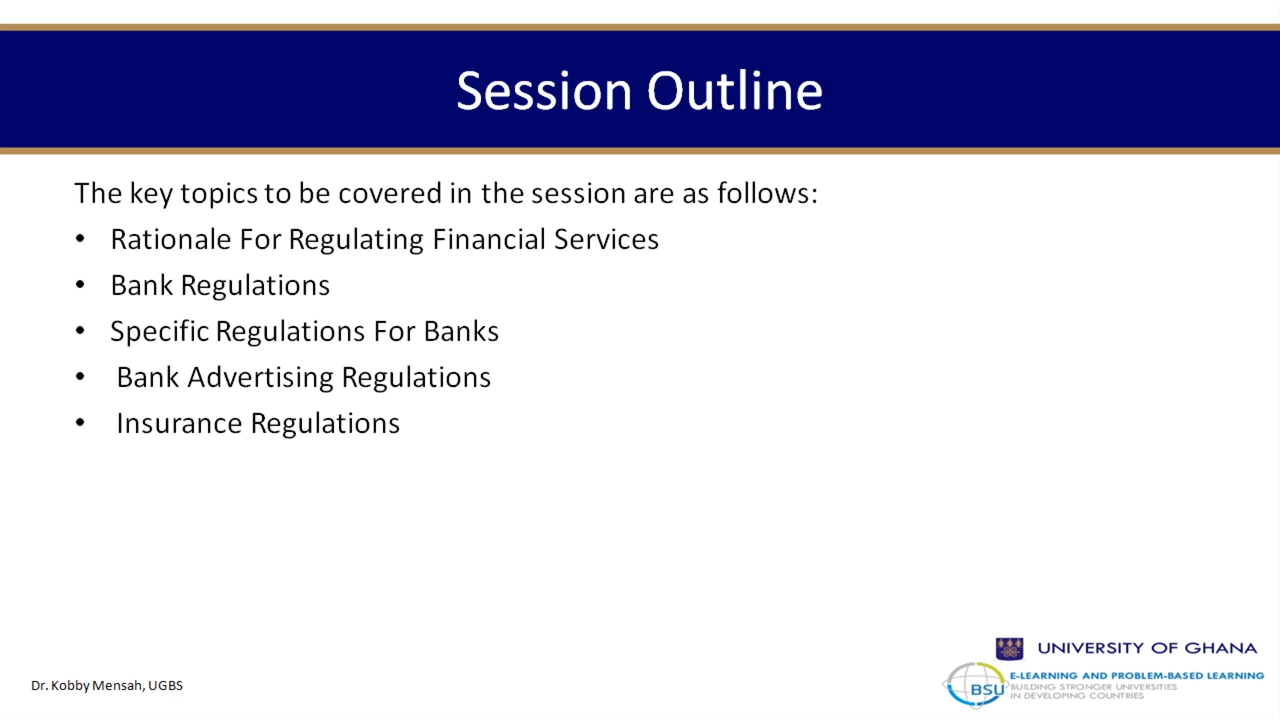 Session Outline
The key topics to be covered in the session are as follows:
• Rationale For Regulating Financial Services
• Bank Regulations
• Specific Regulations For Banks
• Bank Advertising Regulations
• Insurance Regulations
UNIVERSITY OF GHANA
Dr. Kobby Mensah, UGBS
BSU
E-LEARNING AND PROBLEM-BASED LEARNING
BUILDING STRONGER UNIVERSITIES
IN DEVELOPING COUNTRIES